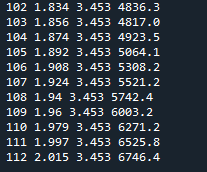 102 1.834 3.453 4836.3
103 1.856 3.453 4817.0
104 1.874 3.453 4923.5
105 1.892 3.453 5064.1
106 1.908 3.453 5308.2
107 1.924 3.453 5521.2
108 1.94 3.453 5742.4
109 1.96 3.453 6003.2
110 1.979 3.453 6271.2
111 1.997 3.453 6525.8
112 2.015 3.453 6746.4